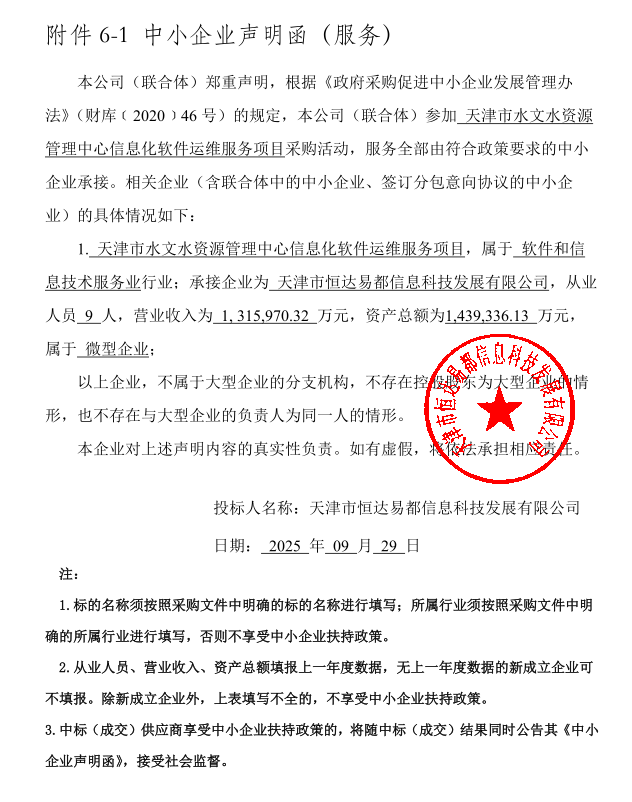 附件 6-1 中小企业声明函（服务）
本公司（联合体）郑重声明，根据《政府采购促进中小企业发展管理办
法》（财库﹝2020﹞46 号）的规定，本公司（联合体）参加 天津市水文水资源
管理中心信息化软件运维服务项目采购活动，服务全部由符合政策要求的中小
企业承接。相关企业（含联合体中的中小企业、签订分包意向协议的中小企
业）的具体情况如下：
1. 天津市水文水资源管理中心信息化软件运维服务项目，属于 软件和信
息技术服务业行业；承接企业为 天津市恒达易都信息科技发展有限公司，从业
人员 9 人，营业收入为 1, 315,970.32 万元，资产总额为1,439,336.13 万元，
属于 微型企业；
以上企业，不属于大型企业的分支机构，不存在控股股东为大型企业的情
形，也不存在与大型企业的负责人为同一人的情形。
本企业对上述声明内容的真实性负责。如有虚假，将依法承担相应责任。
天津市恒达易都信息科技发展有限公司
投标人名称：天津市恒达易都信息科技发展有限公司
日期： 2025 年 09 月 29 日
注：
1.标的名称须按照采购文件中明确的标的名称进行填写；所属行业须按照采购文件中明
确的所属行业进行填写，否则不享受中小企业扶持政策。
2.从业人员、营业收入、资产总额填报上一年度数据，无上一年度数据的新成立企业可
不填报。除新成立企业外，上表填写不全的，不享受中小企业扶持政策。
3.中标（成交）供应商享受中小企业扶持政策的，将随中标（成交）结果同时公告其《中小
企业声明函》，接受社会监督。